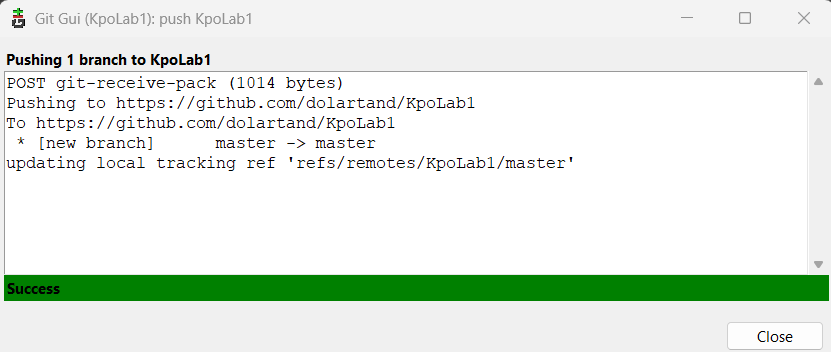 Git Gui (KpoLab1): push KpoLab1
Pushing 1 branch to KpoLab1
POST git-receive-pack (1014 bytes)
Pushing to https://github.com/dolartand/KpoLab1
To https://github.com/dolartand/KpoLab1
 * [new branch]      master -> master
updating local tracking ref 'refs/remotes/KpoLab1/master'
Success
Close